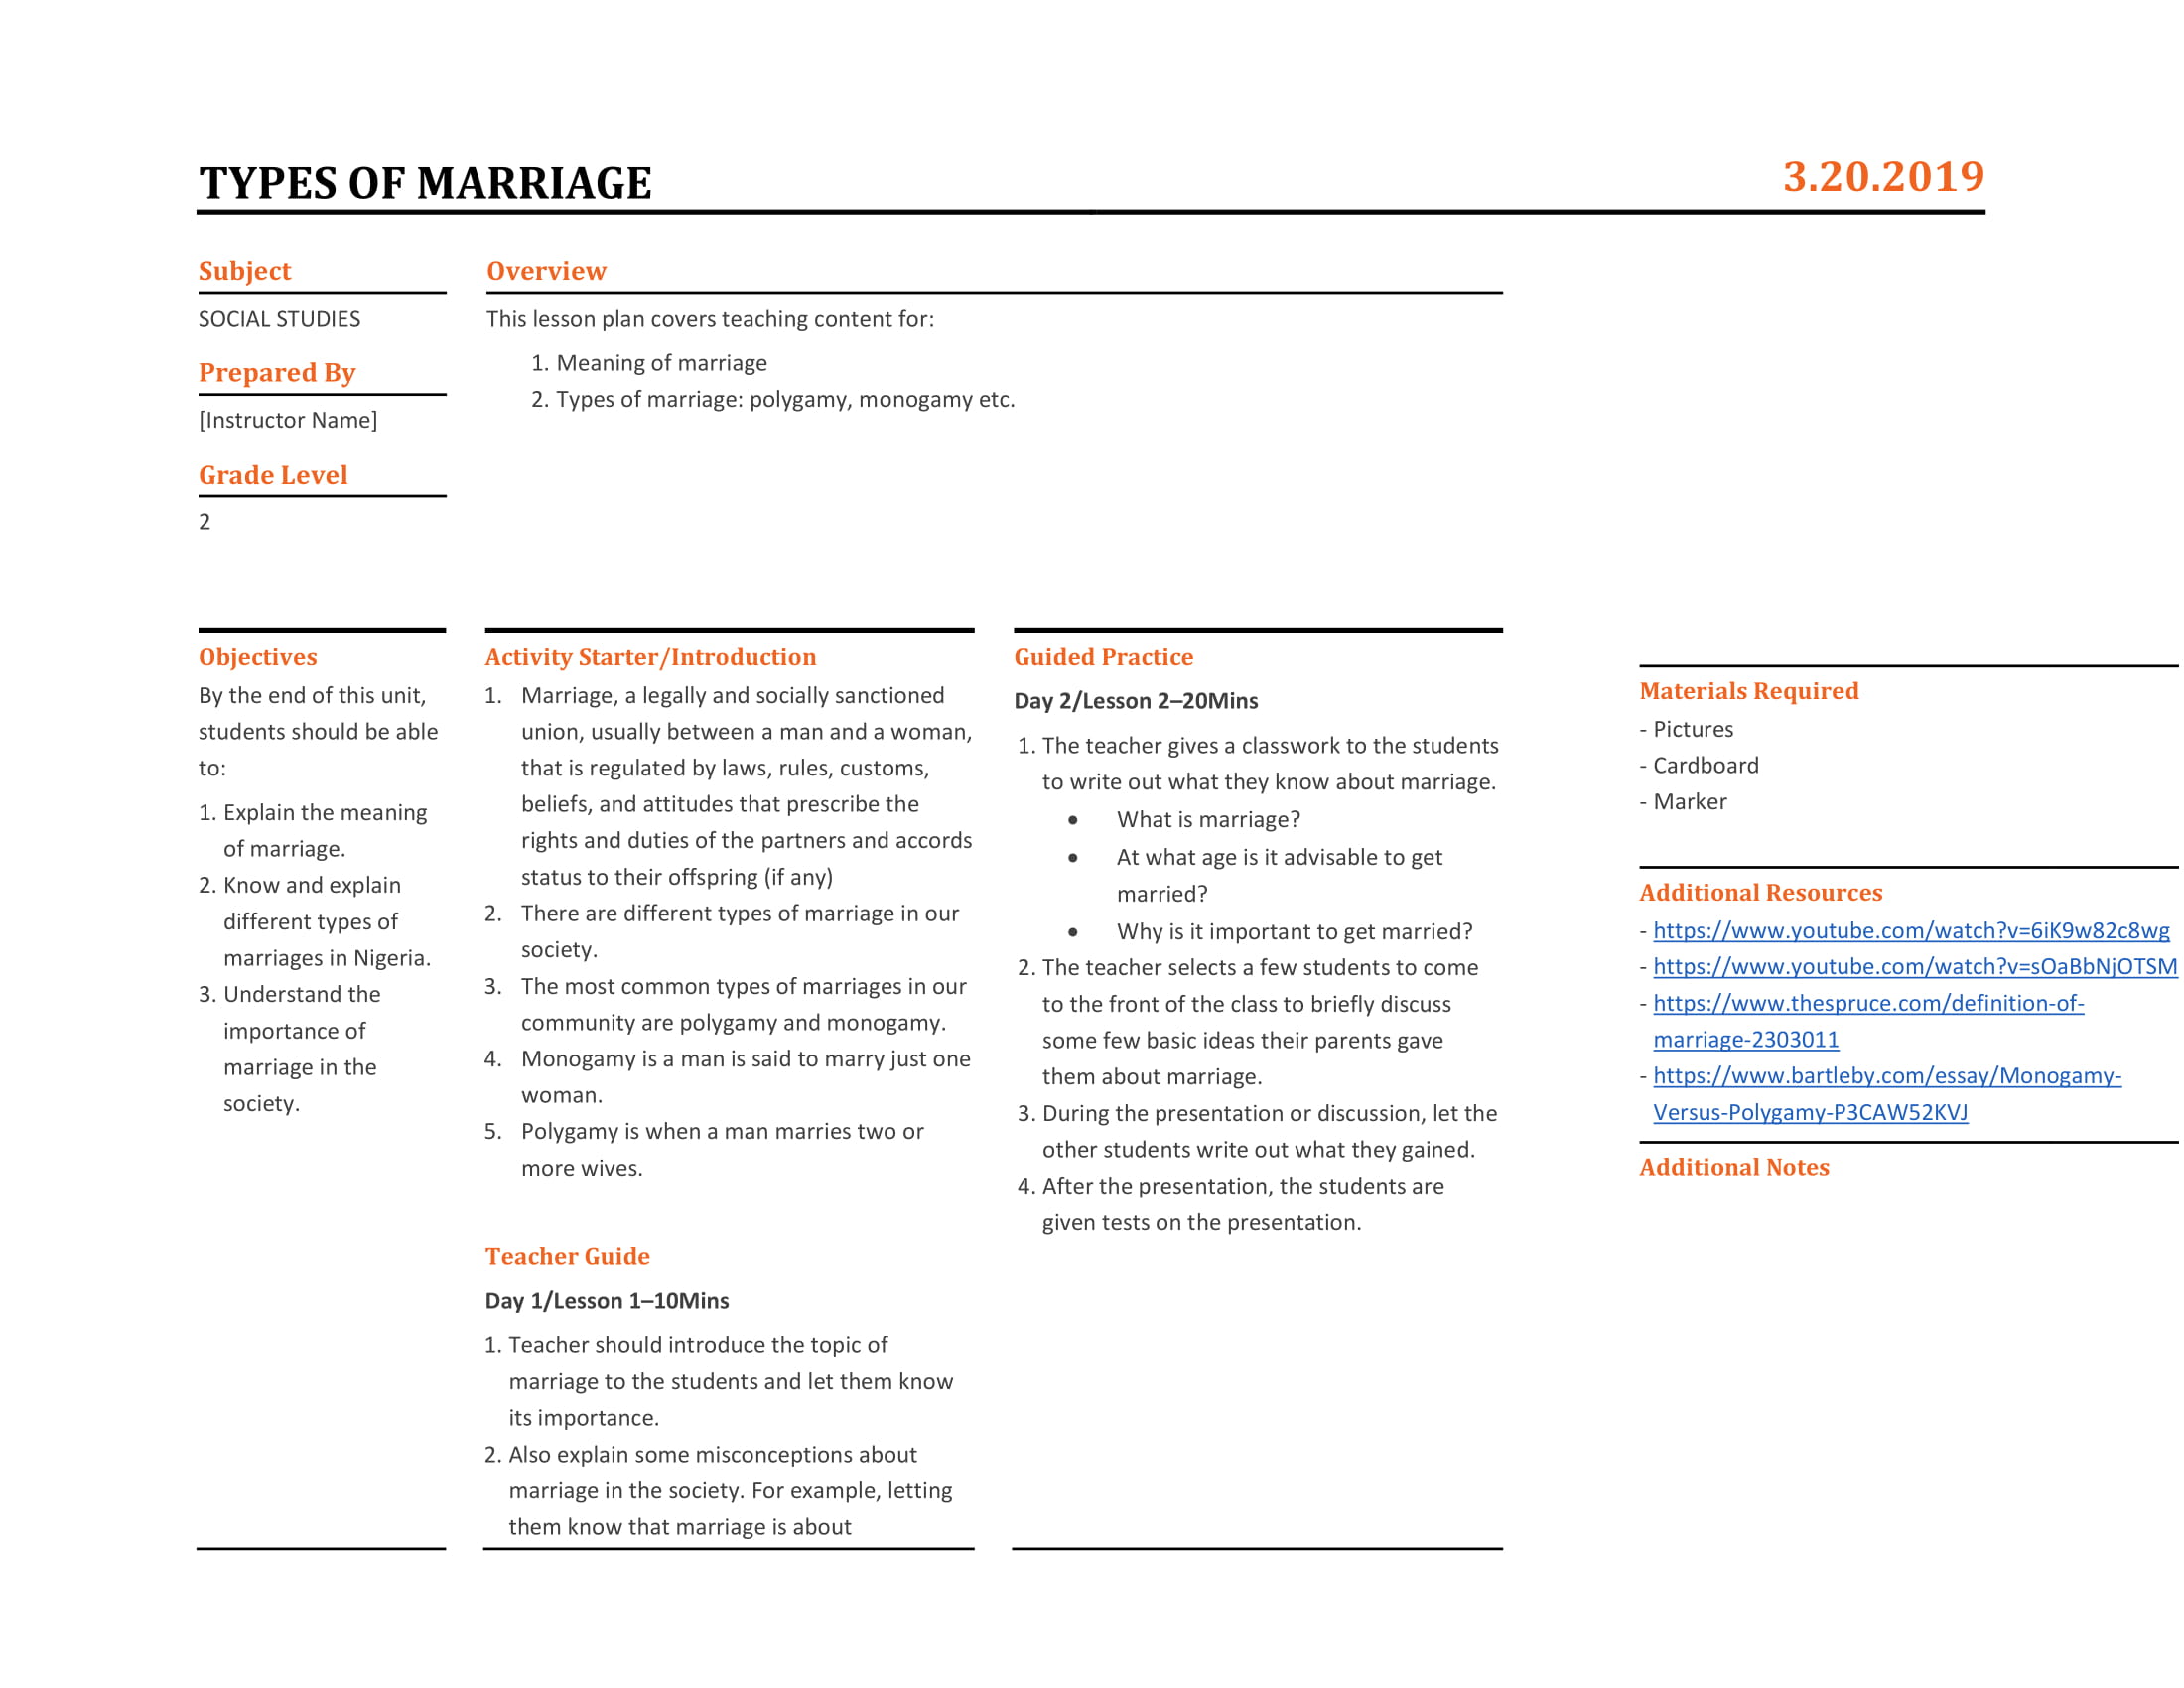 TYPES OF MARRIAGE
3.20.2019
Subject
SOCIAL STUDIES
Prepared By
[Instructor Name]
Grade Level
2
Overview
This lesson plan covers teaching content for:
1. Meaning of marriage
2. Types of marriage: polygamy, monogamy etc.
Objectives
By the end of this unit,
students should be able
to:
1. Explain the meaning
of marriage.
2. Know and explain
different types of
marriages in Nigeria.
3. Understand the
importance of
marriage in the
society.
Activity Starter/Introduction
1. Marriage, a legally and socially sanctioned
union, usually between a man and a woman,
that is regulated by laws, rules, customs,
beliefs, and attitudes that prescribe the
rights and duties of the partners and accords
status to their offspring (if any)
2. There are different types of marriage in our
society.
3. The most common types of marriages in our
community are polygamy and monogamy.
4. Monogamy is a man is said to marry just one
woman.
5. Polygamy is when a man marries two or
more wives.
Teacher Guide
Day 1/Lesson 1–10Mins
1. Teacher should introduce the topic of
marriage to the students and let them know
its importance.
2. Also explain some misconceptions about
marriage in the society. For example, letting
them know that marriage is about
Guided Practice
Day 2/Lesson 2–20Mins
1. The teacher gives a classwork to the students
to write out what they know about marriage.
• What is marriage?
• At what age is it advisable to get
married?
• Why is it important to get married?
2. The teacher selects a few students to come
to the front of the class to briefly discuss
some few basic ideas their parents gave
them about marriage.
3. During the presentation or discussion, let the
other students write out what they gained.
4. After the presentation, the students are
given tests on the presentation.
Materials Required
- Pictures
- Cardboard
- Marker
Additional Resources
- https://www.youtube.com/watch?v=6iK9w82c8wg
- https://www.youtube.com/watch?v=sOaBbNjOTSM
- https://www.thespruce.com/definition-of-
marriage-2303011
- https://www.bartleby.com/essay/Monogamy-
Versus-Polygamy-P3CAW52KVJ
Additional Notes